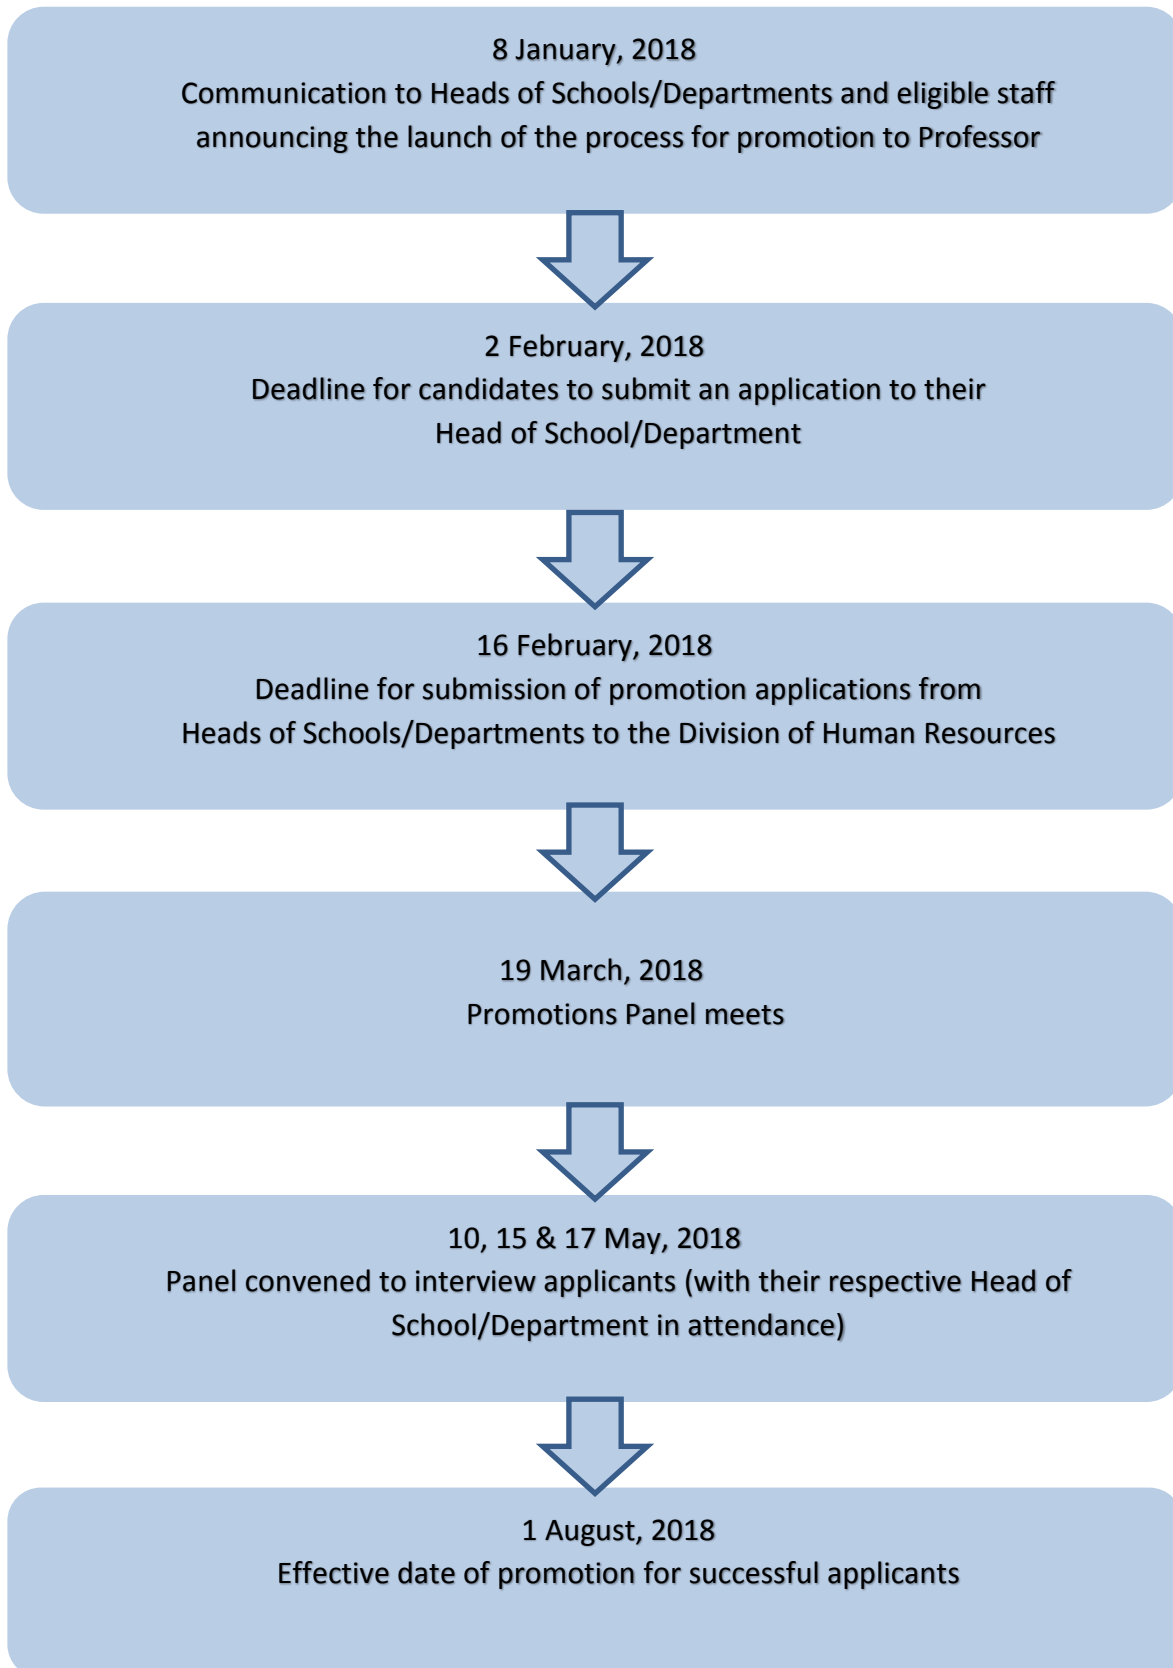 8 January, 2018
Communication to Heads of Schools/Departments and eligible staff
announcing the launch of the process for promotion to Professor
2 February, 2018
Deadline for candidates to submit an application to their
Head of School/Department
16 February, 2018
Deadline for submission of promotion applications from
Heads of Schools/Departments to the Division of Human Resources
19 March, 2018
Promotions Panel meets
10, 15 & 17 May, 2018
Panel convened to interview applicants (with their respective Head of
School/Department in attendance)
1 August, 2018
Effective date of promotion for successful applicants